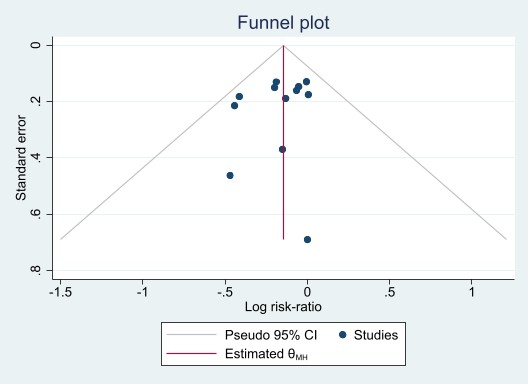 Funnel plot
Standard error
0
.2
.4
.6
.8
-1.5 -1 -.5 0 .5 1
Log risk-ratio
Pseudo 95% CI Studies
Estimated θMH